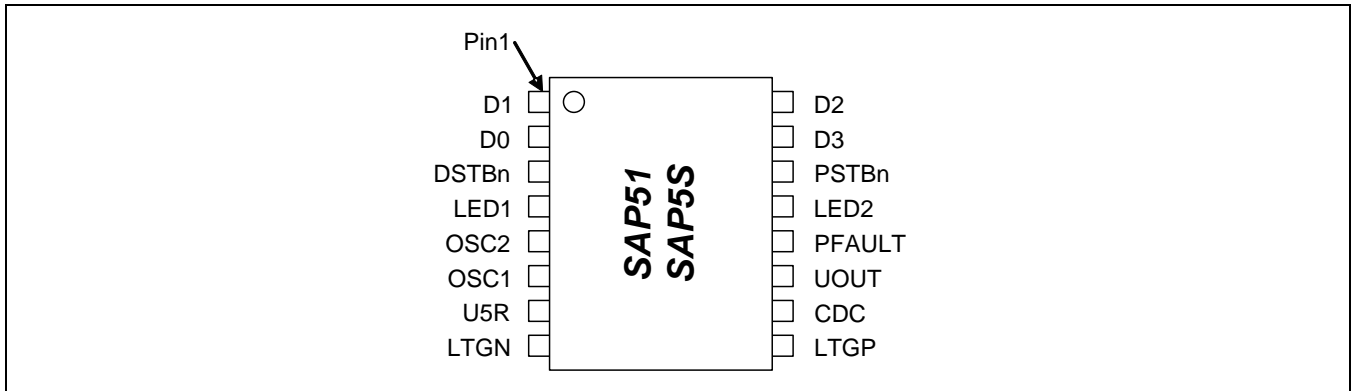 Pin1
D1
D2
D0
D3
DSTBn
PSTBn
LED1
LED2
OSC2
PFAULT
OSC1
UOUT
U5R
CDC
LTGN
LTGP
SAP51
SAP5S